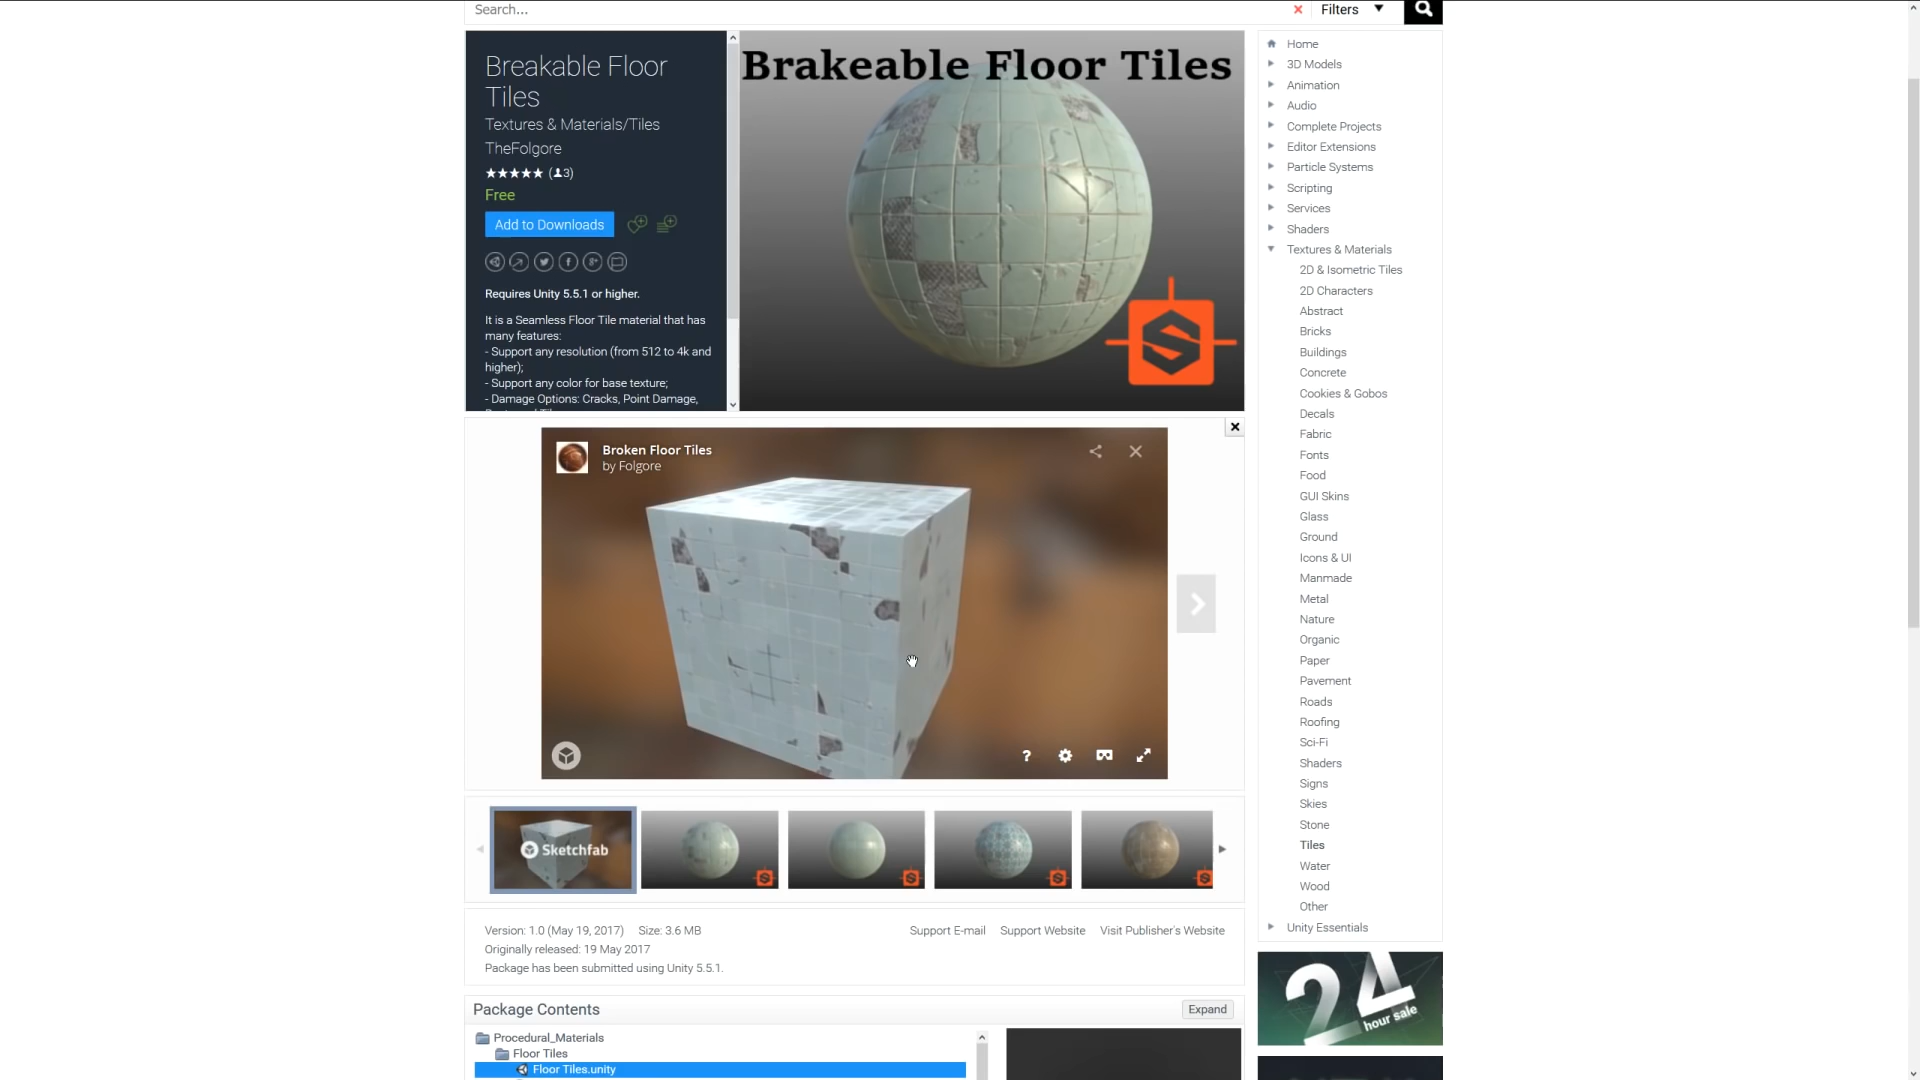 Search...
Filters
Breakable Floor
Tiles
Textures & Materials/Tiles
TheFolgore
(3)
Free
Add to Downloads
Requires Unity 5.5.1 or higher.
It is a Seamless Floor Tile material that has
many features:
- Support any resolution (from 512 to 4k and
higher);
- Support any color for base texture;
- Damage Options: Cracks, Point Damage,
Brakeable Floor Tiles
Broken Floor Tiles
by Folgore
?
Sketchfab
Version: 1.0 (May 19, 2017) Size: 3.6 MB
Support E-mail Support Website Visit Publisher's Website
Originally released: 19 May 2017
Package has been submitted using Unity 5.5.1.
Package Contents
Expand
Procedural_Materials
Floor Tiles
Floor Tiles.unity
Home
3D Models
Animation
Audio
Complete Projects
Editor Extensions
Particle Systems
Scripting
Services
Shaders
Textures & Materials
2D & Isometric Tiles
2D Characters
Abstract
Bricks
Buildings
Concrete
Cookies & Gobos
Decals
Fabric
Fonts
Food
GUI Skins
Glass
Ground
Icons & UI
Manmade
Metal
Nature
Organic
Paper
Pavement
Roads
Roofing
Sci-Fi
Shaders
Signs
Skies
Stone
Tiles
Water
Wood
Other
Unity Essentials
24
hour sale